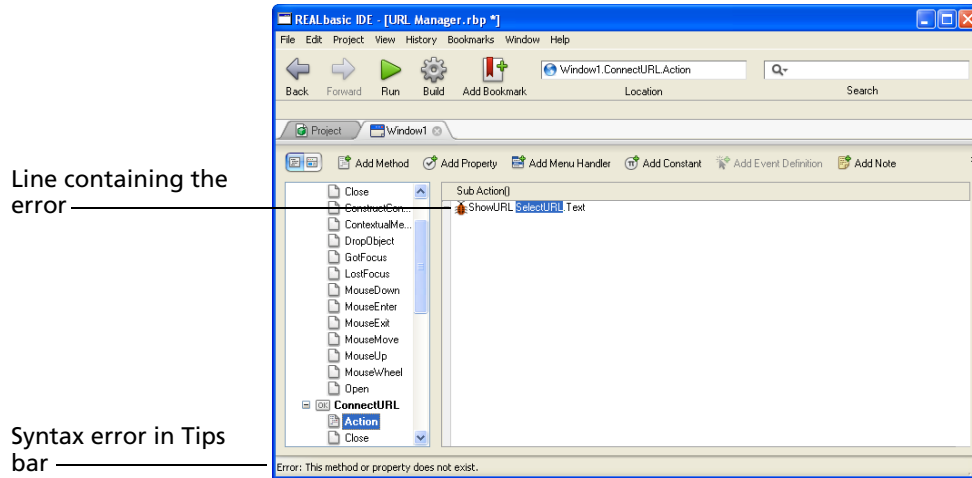 REALbasic IDE - [URL Manager.rbp *]
File Edit Project View History Bookmarks Window Help
Window1.ConnectURL.Action
Q
Back Forward Run Build Add Bookmark Location Search
Project Window1
Add Method Add Property Add Menu Handler Add Constant Add Event Definition Add Note
Line containing the
error
Close
ConstructCon...
ContextualMe...
DropObject
GotFocus
LostFocus
MouseDown
MouseEnter
MouseExit
MouseMove
MouseUp
MouseWheel
Open
OK ConnectURL
Action
Close
Sub Action()
ShowURL SelectURL.Text
Syntax error in Tips
bar
Error: This method or property does not exist.